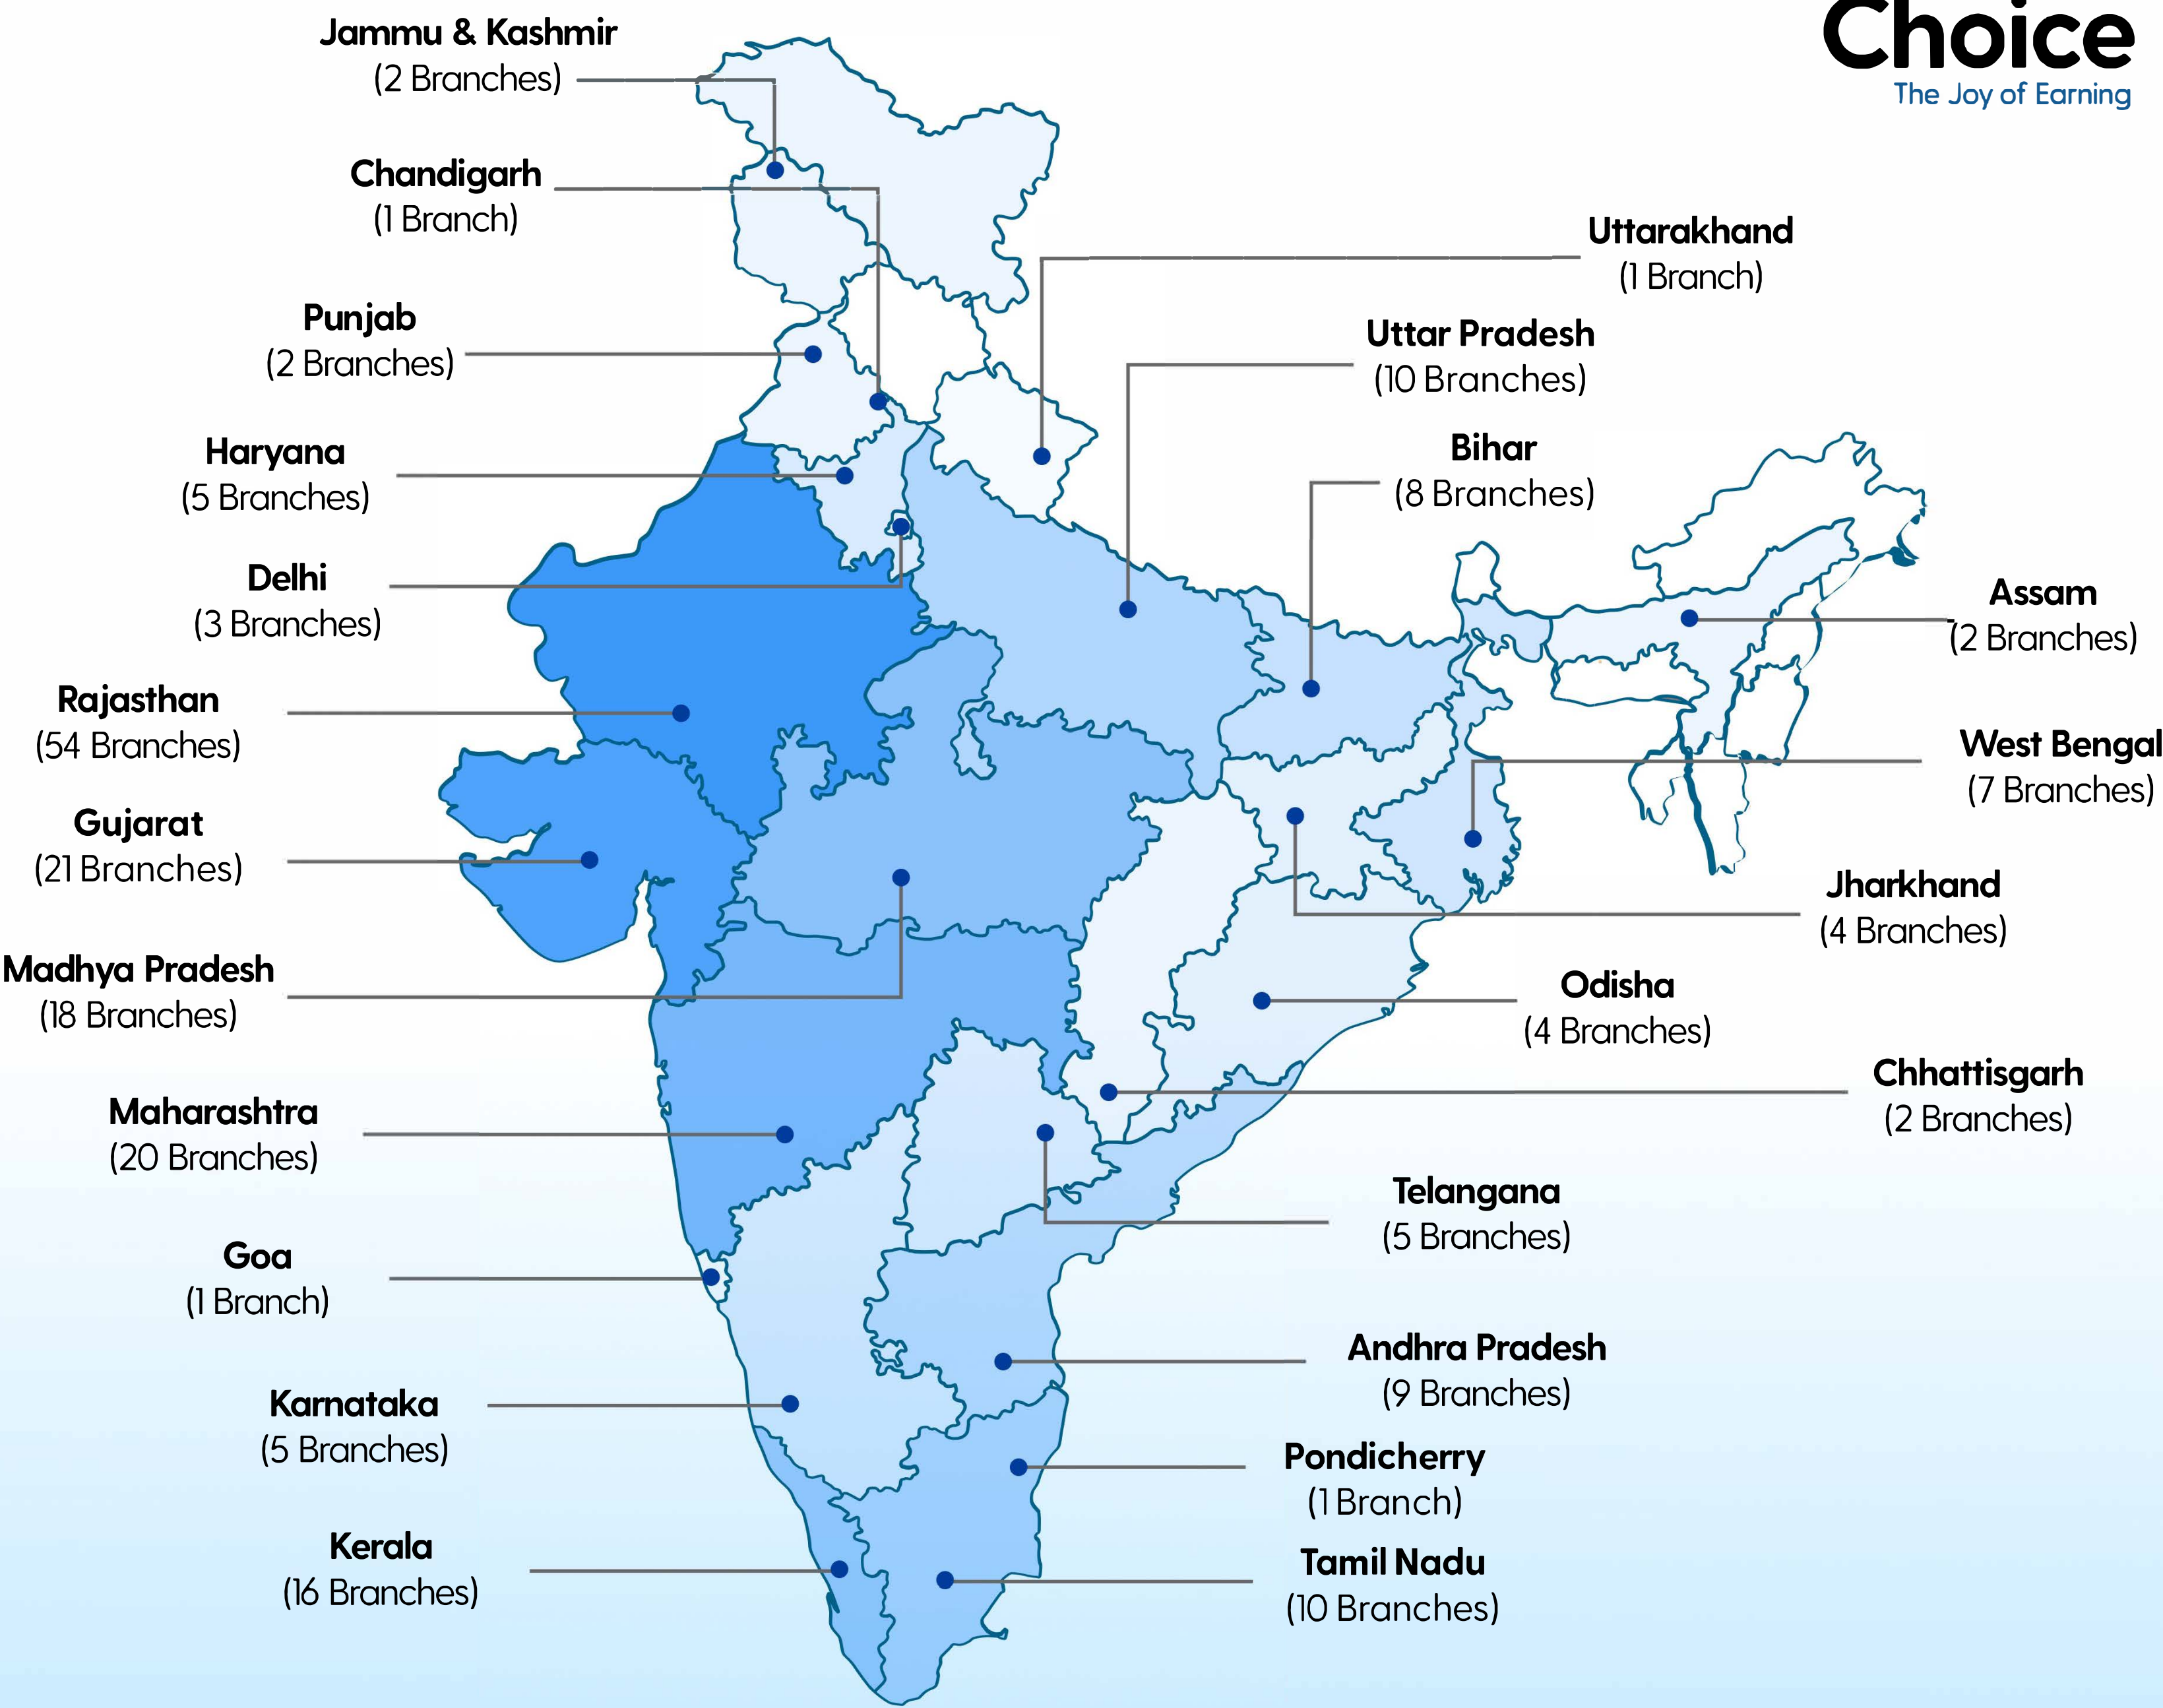 Choice
The Joy of Earning
Jammu & Kashmir
(2 Branches)
Chandigarh
(1 Branch)
Punjab
(2 Branches)
Haryana
(5 Branches)
Delhi
(3 Branches)
Rajasthan
(54 Branches)
Gujarat
(21 Branches)
Madhya Pradesh
(18 Branches)
Maharashtra
(20 Branches)
Goa
(1 Branch)
Karnataka
(5 Branches)
Kerala
(16 Branches)
Uttarakhand
(1 Branch)
Uttar Pradesh
(10 Branches)
Bihar
(8 Branches)
Assam
(2 Branches)
West Bengal
(7 Branches)
Jharkhand
(4 Branches)
Odisha
(4 Branches)
Chhattisgarh
(2 Branches)
Telangana
(5 Branches)
Andhra Pradesh
(9 Branches)
Pondicherry
(1 Branch)
Tamil Nadu
(10 Branches)